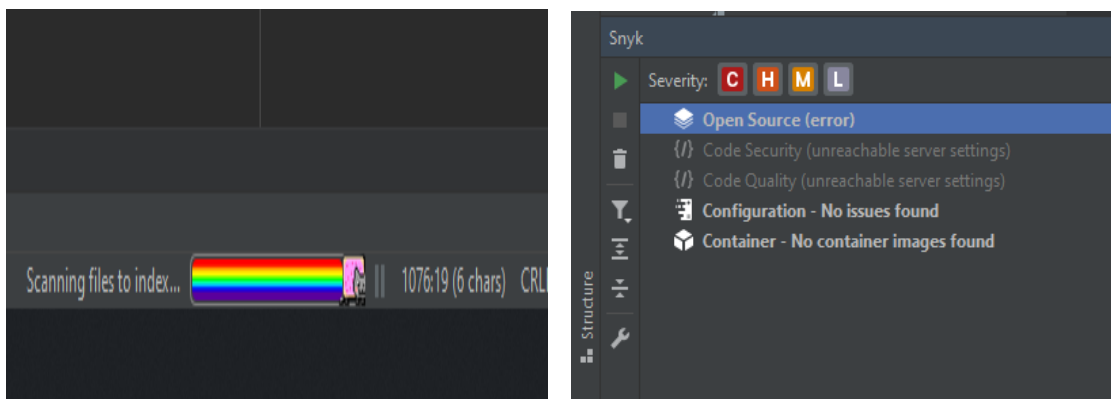 Scanning files to index...
1076:19 (6 chars)
Snyk
Severity: C H M L
Open Source (error)
{/} Code Security (unreachable server settings)
{/} Code Quality (unreachable server settings)
Configuration - No issues found
Container - No container images found
Structure